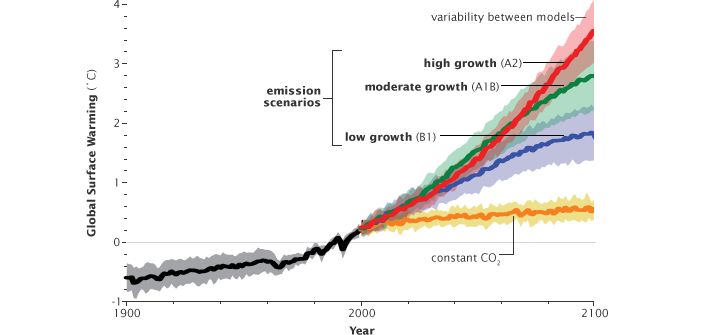 4
variability between models
high growth (A2)
3
moderate growth (A1B)
emission
scenarios
2
low growth (B1)
1
0
constant CO₂
-1
1900
2000
2100
Year
Global Surface Warming (˚C)